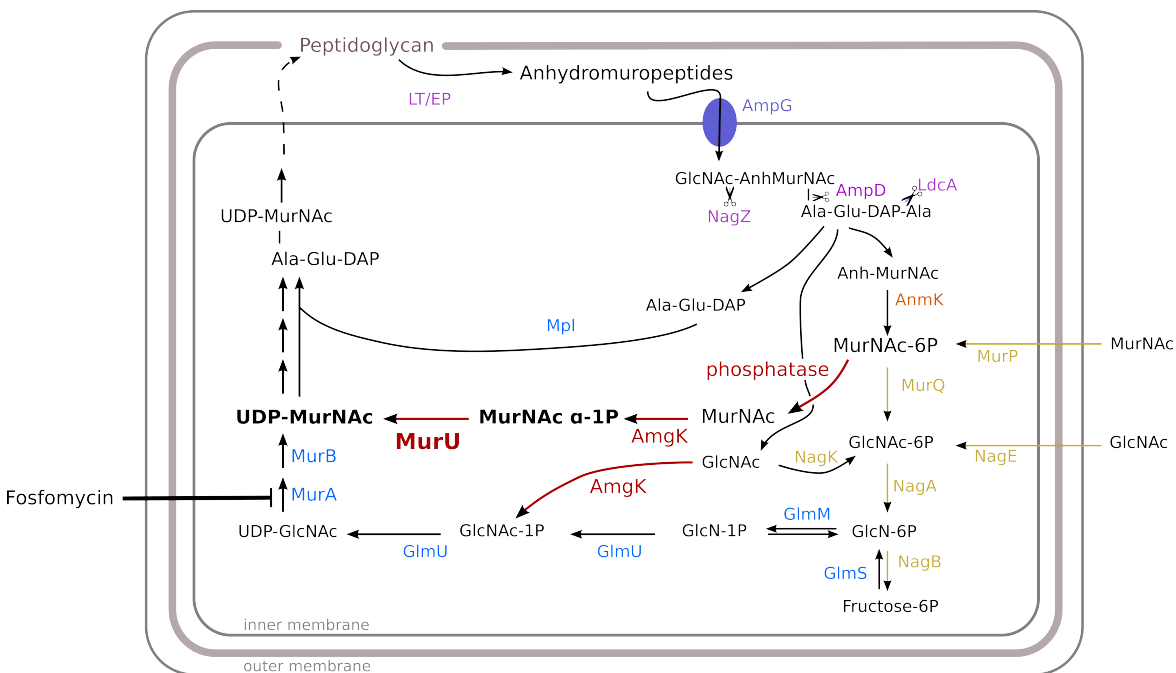 Peptidoglycan
Anhydromuropeptides
LT/EP
AmpG
GlcNAc-AnhMurNAc
AmpD
LdcA
NagZ
Ala-Glu-DAP-Ala
UDP-MurNAc
Ala-Glu-DAP
Anh-MurNAc
Ala-Glu-DAP
AnmK
Mpl
MurNAc-6P
MurNAc
MurP
phosphatase
MurQ
UDP-MurNAc
MurNAc α-1P
MurNAc
MurU
AmgK
GlcNAc-6P
GlcNAc
MurB
GlcNAc
NagK
NagE
AmgK
NagA
Fosfomycin
MurA
GlmM
UDP-GlcNAc
GlcNAc-1P
GlcN-1P
GlcN-6P
GlmU
GlmU
NagB
GlmS
Fructose-6P
inner membrane
outer membrane